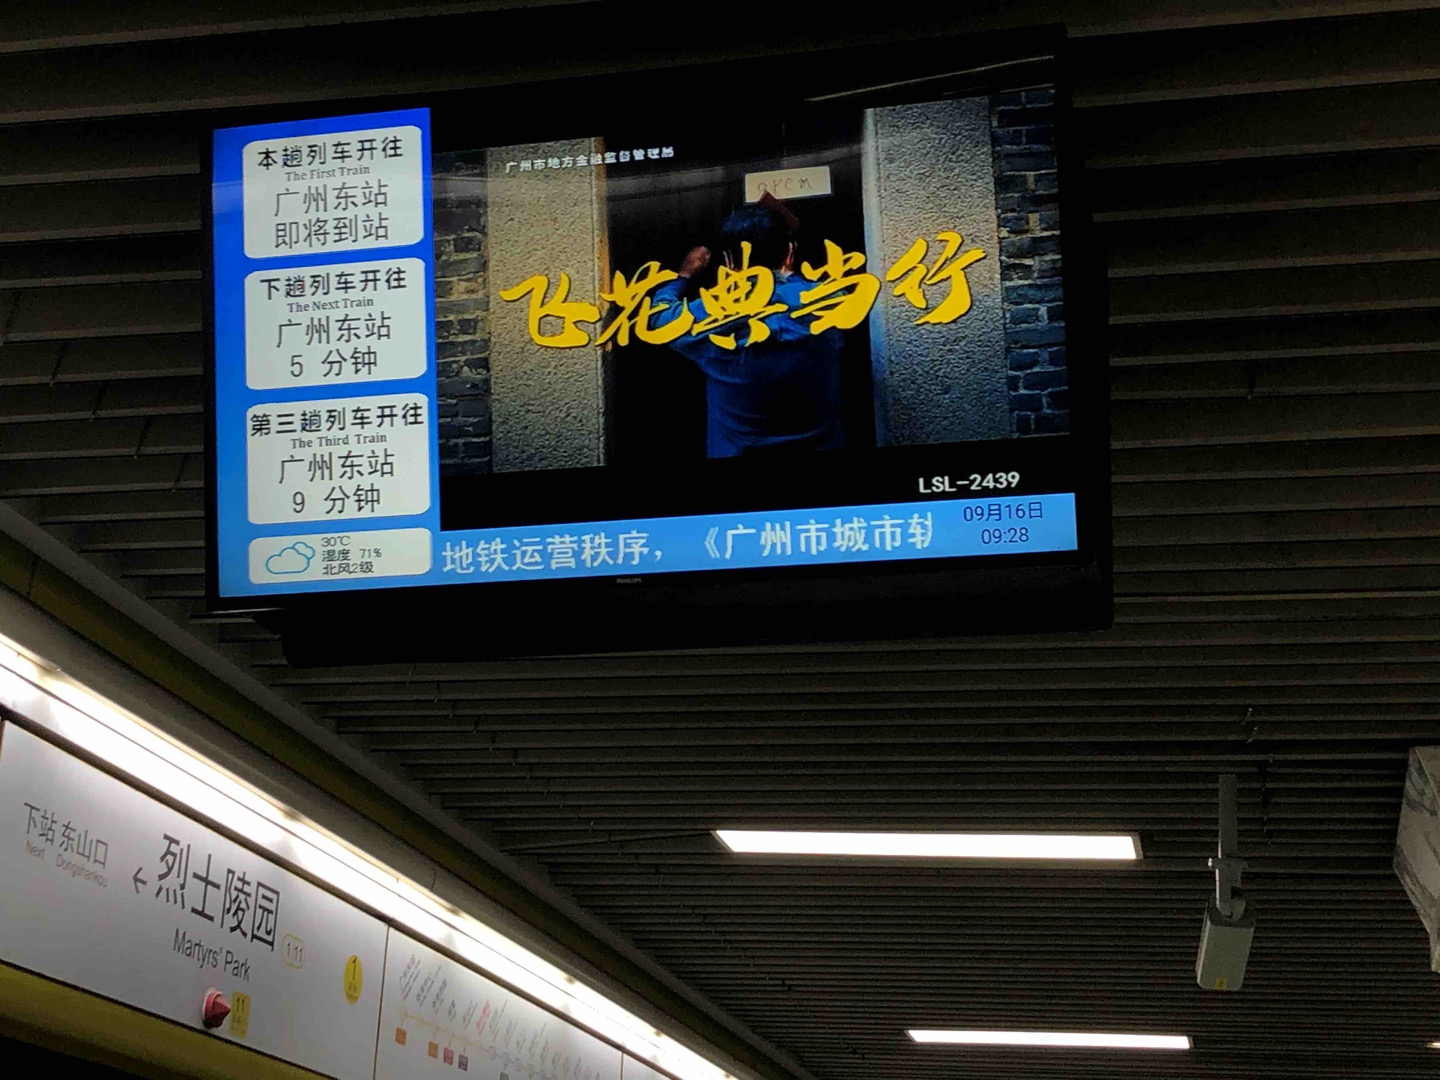 本趟列车开往
The First Train
广州东站
即将到站
下趟列车开往
The Next Train
广州东站
5 分钟
第三趟列车开往
The Third Train
广州东站
9 分钟
30℃
湿度 71%
北风2级
广州市地方金融监督管理局
open
飞花典当行
LSL-2439
地铁运营秩序，《广州市城市轨
09月16日
09:28
PHILIPS
下站 东山口
Next Dongshankou
烈士陵园
Martyrs' Park
1 11
1
11